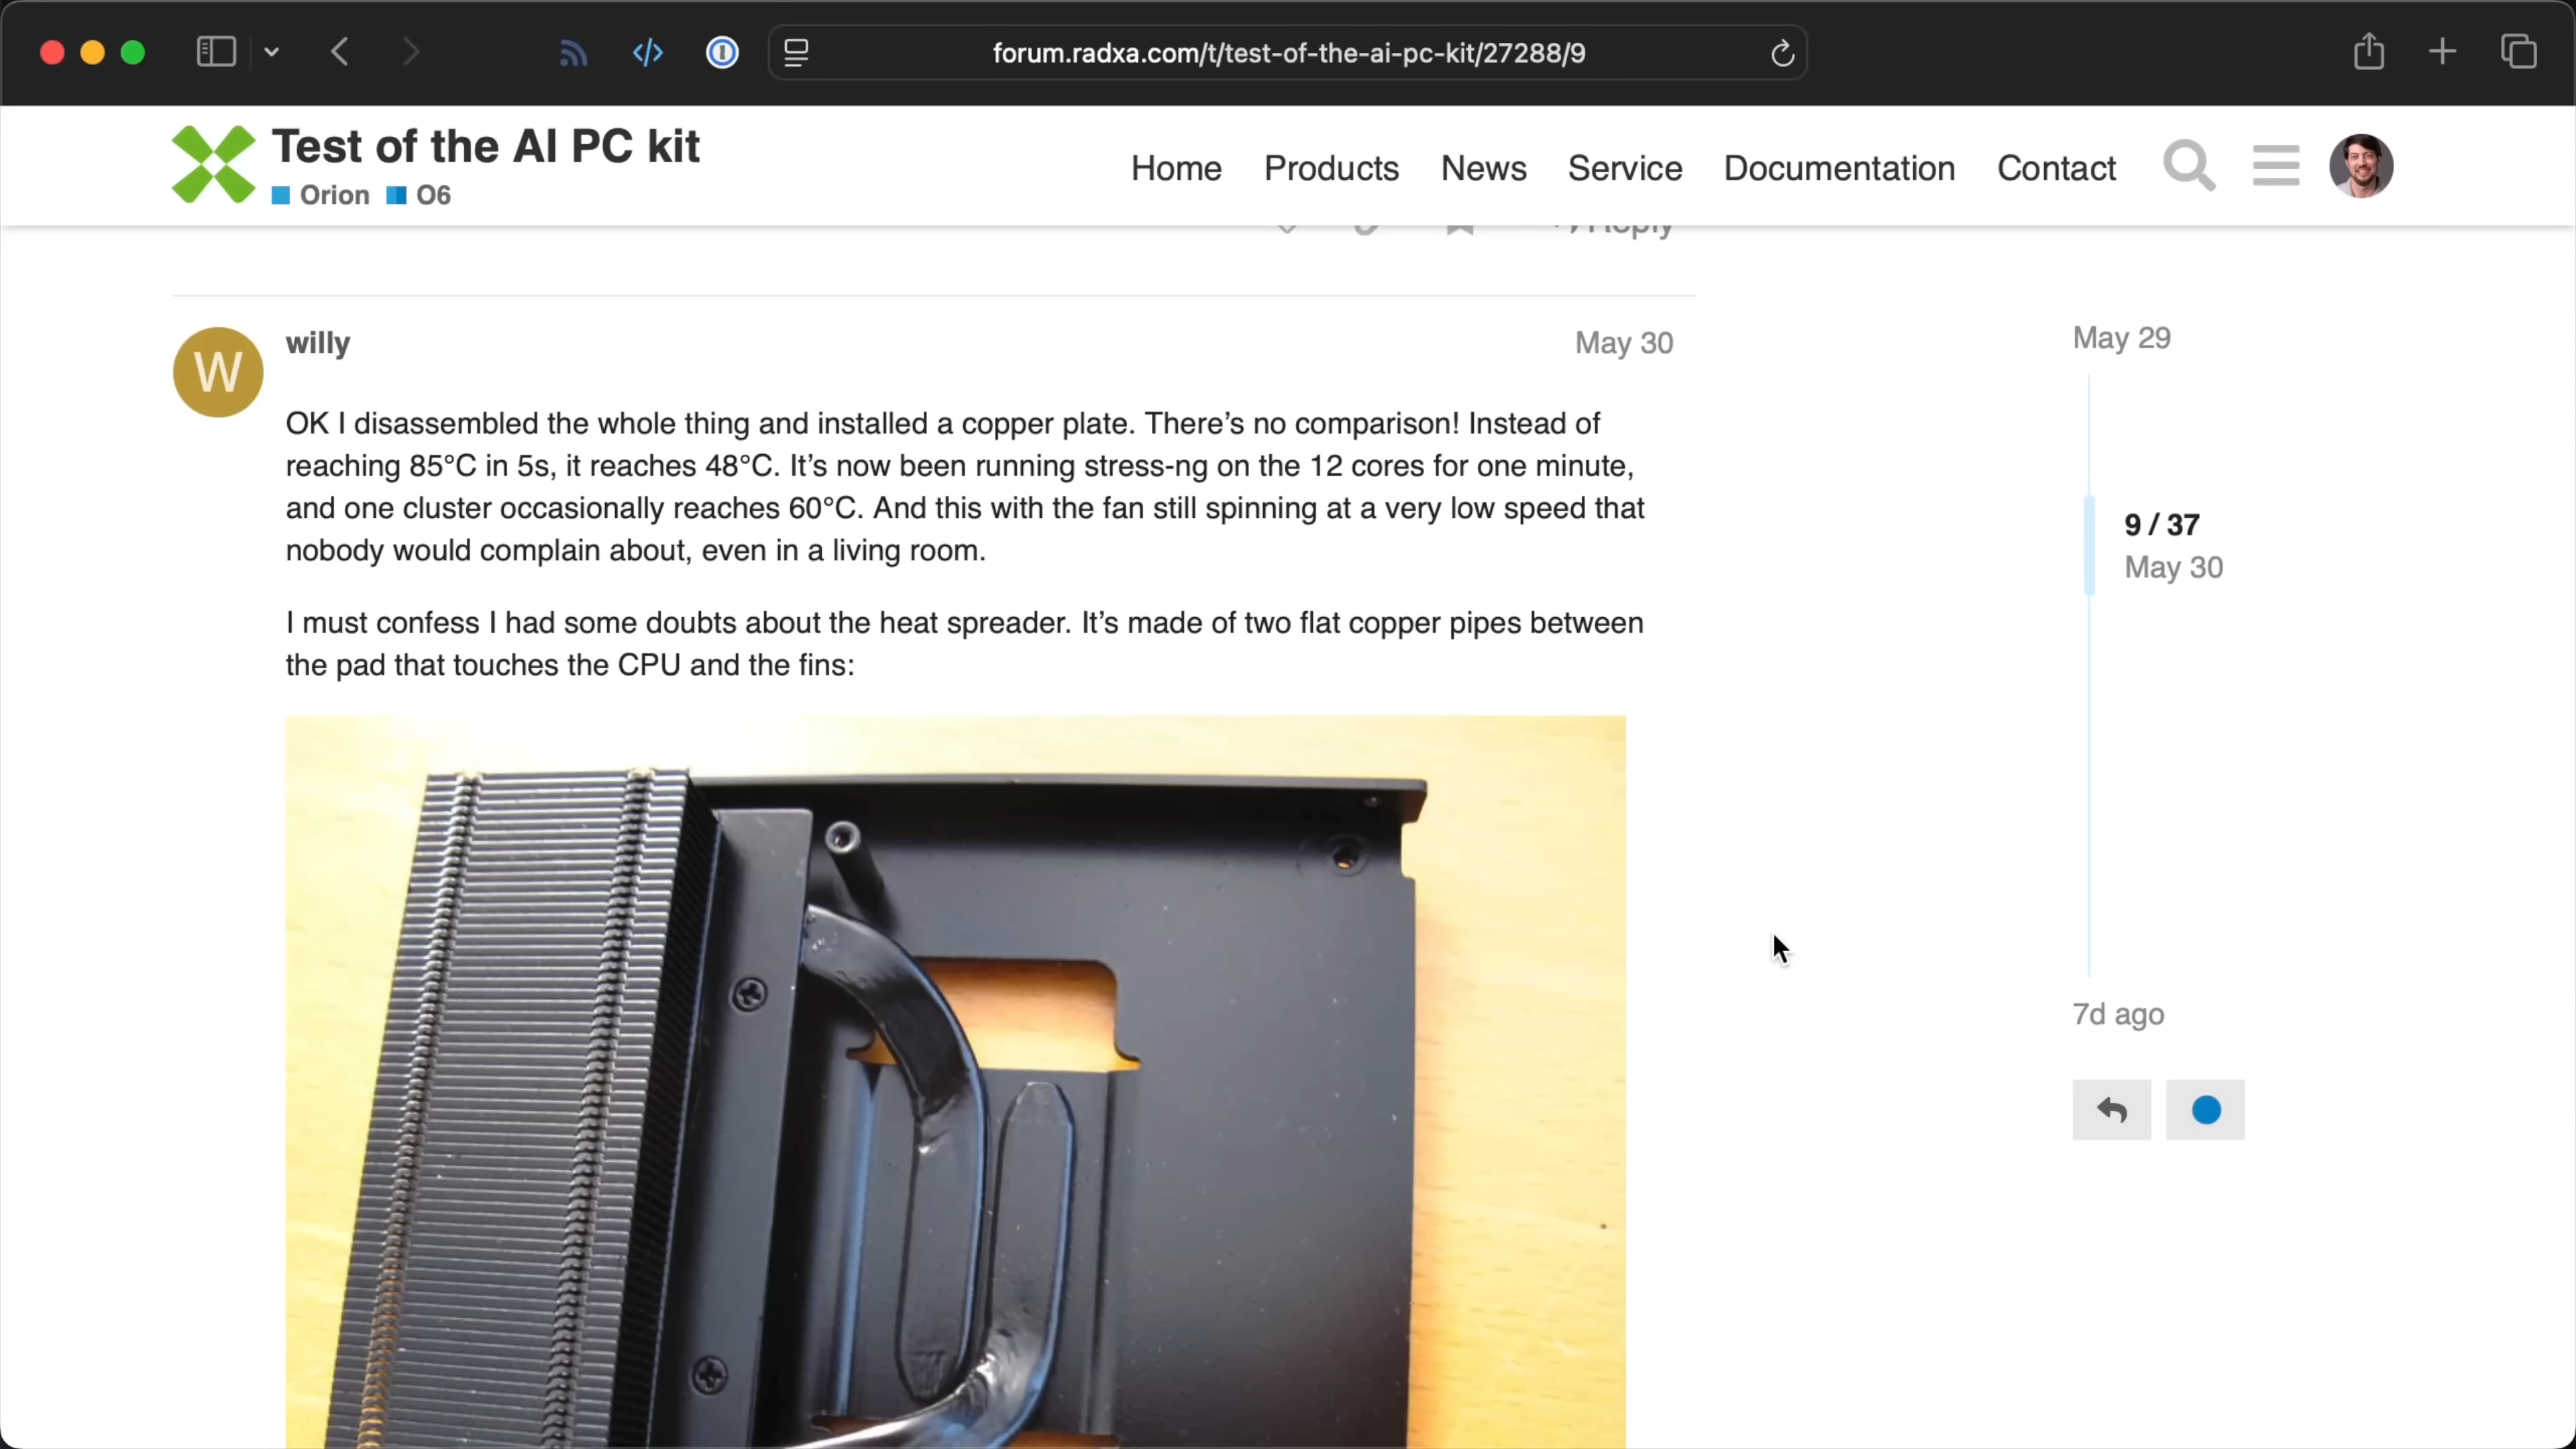 forum.radxa.com/t/test-of-the-ai-pc-kit/27288/9
Test of the AI PC kit
Orion O6
Home Products News Service Documentation Contact
Reply
willy
May 30
W
OK I disassembled the whole thing and installed a copper plate. There’s no comparison! Instead of
reaching 85°C in 5s, it reaches 48°C. It’s now been running stress-ng on the 12 cores for one minute,
and one cluster occasionally reaches 60°C. And this with the fan still spinning at a very low speed that
nobody would complain about, even in a living room.
I must confess I had some doubts about the heat spreader. It’s made of two flat copper pipes between
the pad that touches the CPU and the fins:
May 29
9 / 37
May 30
7d ago